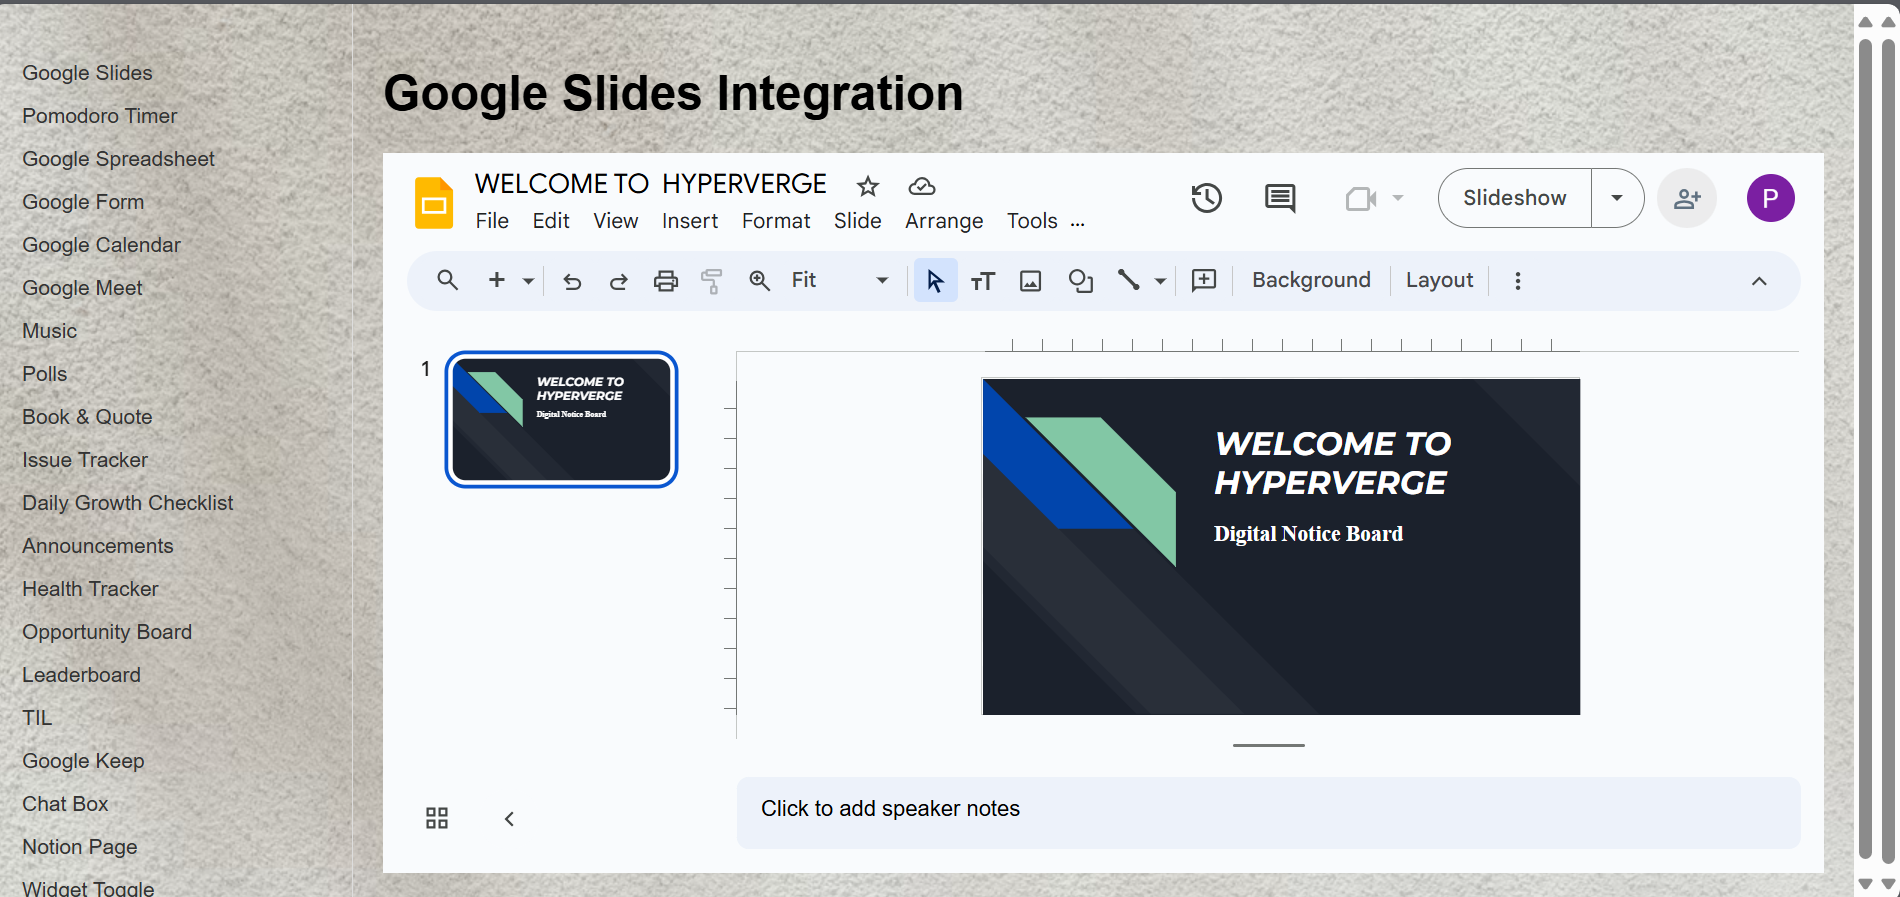 Google Slides
Pomodoro Timer
Google Spreadsheet
Google Form
Google Calendar
Google Meet
Music
Polls
Book & Quote
Issue Tracker
Daily Growth Checklist
Announcements
Health Tracker
Opportunity Board
Leaderboard
TIL
Google Keep
Chat Box
Notion Page
Widget Toggle
Google Slides Integration
WELCOME TO HYPERVERGE
File Edit View Insert Format Slide Arrange Tools ...
Slideshow
P
Fit
Background Layout
1
WELCOME TO
HYPERVERGE
Digital Notice Board
WELCOME TO
HYPERVERGE
Digital Notice Board
Click to add speaker notes